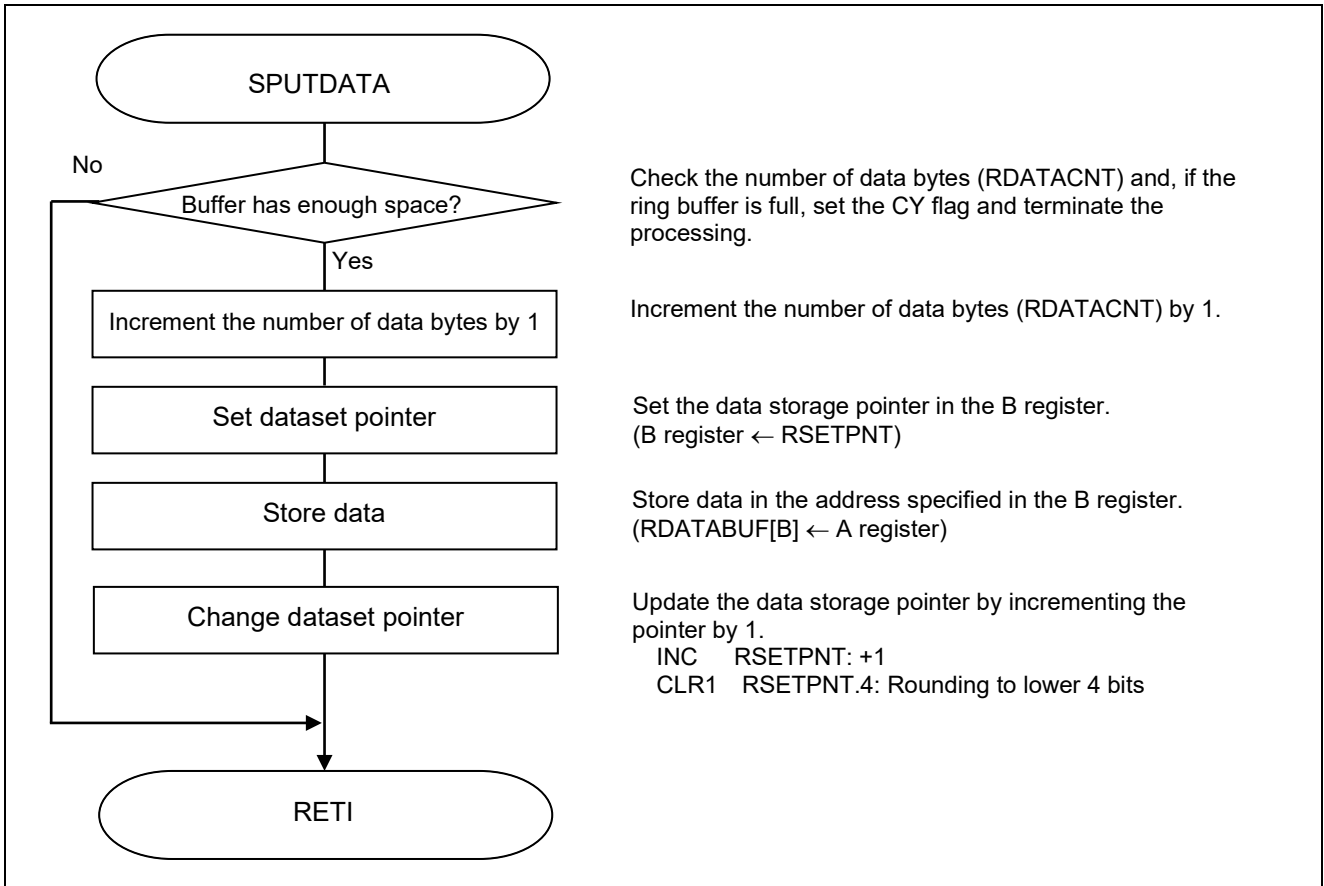 SPUTDATA
No
Buffer has enough space?
Check the number of data bytes (RDATACNT) and, if the
ring buffer is full, set the CY flag and terminate the
processing.
Yes
Increment the number of data bytes by 1
Increment the number of data bytes (RDATACNT) by 1.
Set dataset pointer
Set the data storage pointer in the B register.
(B register ← RSETPNT)
Store data
Store data in the address specified in the B register.
(RDATABUF[B] ← A register)
Change dataset pointer
Update the data storage pointer by incrementing the
pointer by 1.
INC RSETPNT: +1
CLR1 RSETPNT.4: Rounding to lower 4 bits
RETI